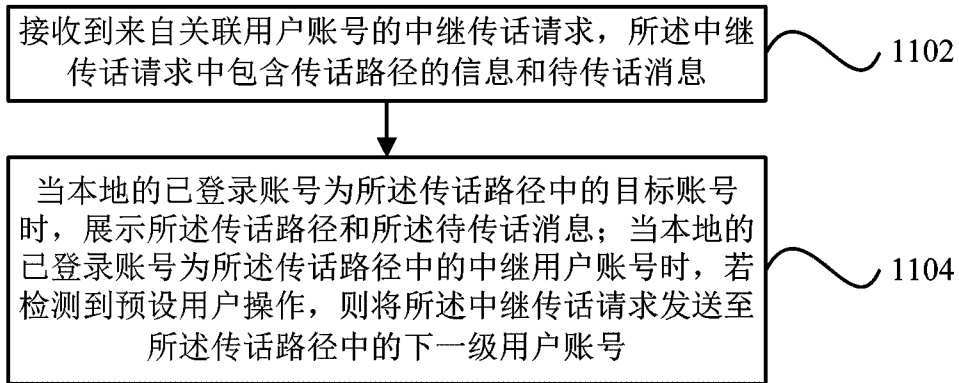 接收到来自关联用户账号的中继传话请求，所述中继
传话请求中包含传话路径的信息和待传话消息
1102
当本地的已登录账号为所述传话路径中的目标账号
时，展示所述传话路径和所述待传话消息；当本地的
已登录账号为所述传话路径中的中继用户账号时，若
检测到预设用户操作，则将所述中继传话请求发送至
所述传话路径中的下一级用户账号
1104